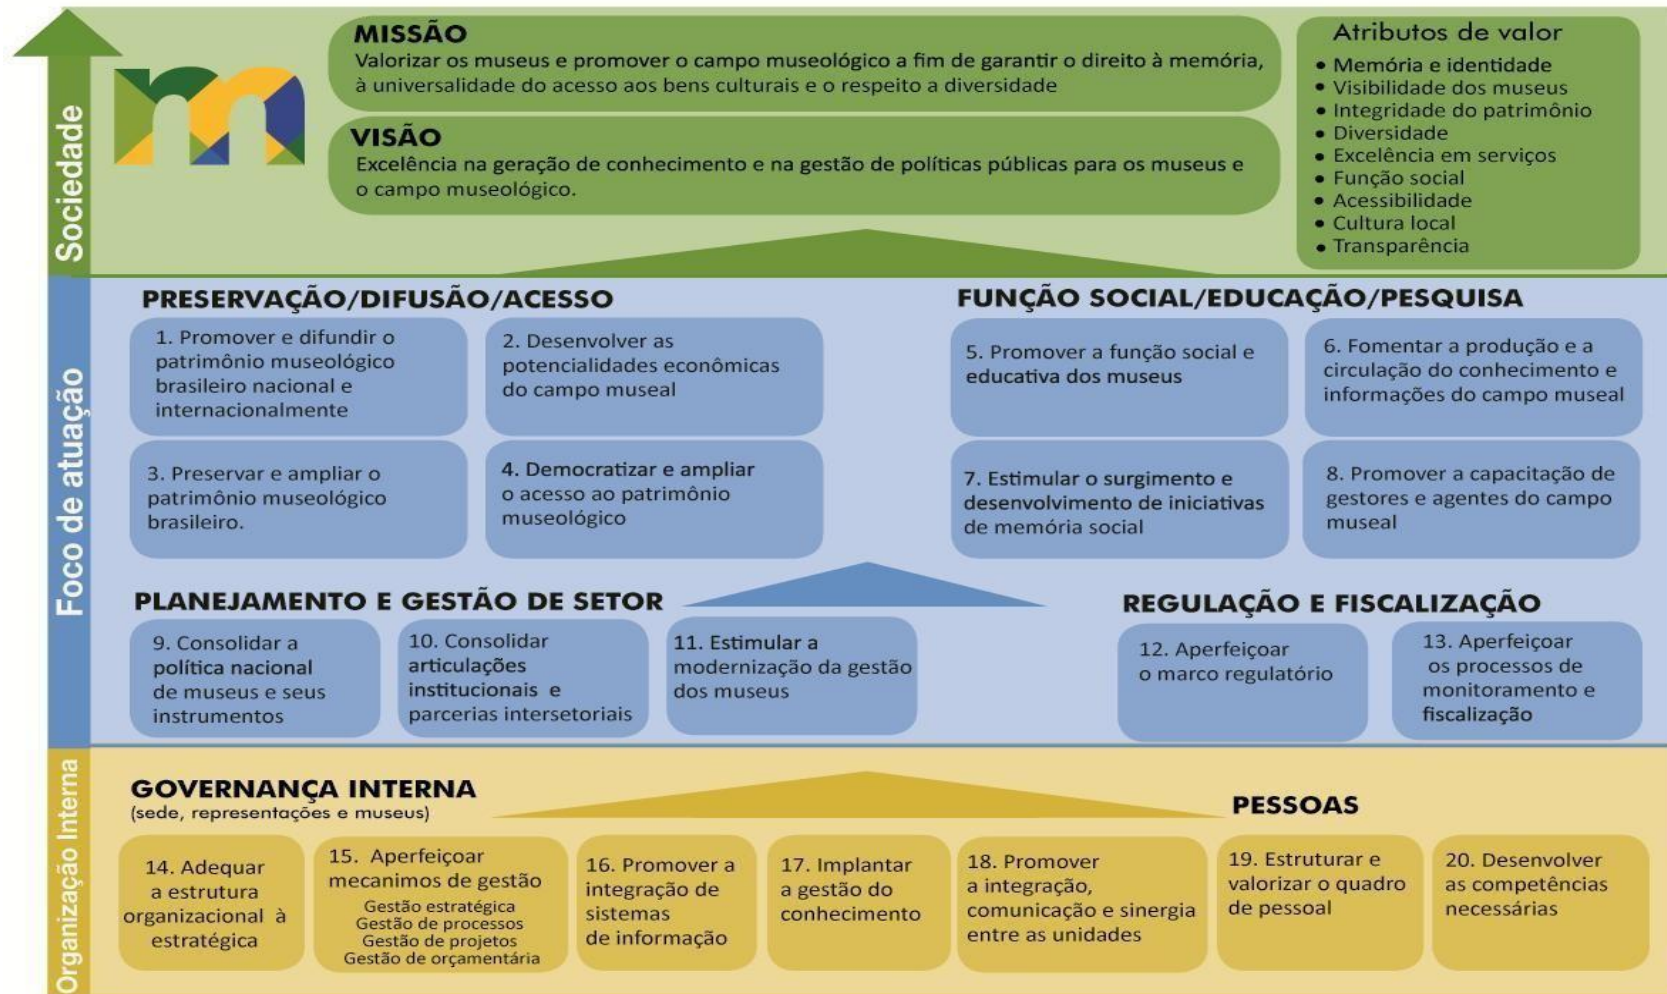 Sociedade
MISSÃO
Valorizar os museus e promover o campo museológico a fim de garantir o direito à memória,
à universalidade do acesso aos bens culturais e o respeito a diversidade
VISÃO
Excelência na geração de conhecimento e na gestão de políticas públicas para os museus e
o campo museológico.
Atributos de valor
• Memória e identidade
• Visibilidade dos museus
• Integridade do patrimônio
• Diversidade
• Excelência em serviços
• Função social
• Acessibilidade
• Cultura local
• Transparência
Foco de atuação
PRESERVAÇÃO/DIFUSÃO/ACESSO
1. Promover e difundir o
patrimônio museológico
brasileiro nacional e
internacionalmente
2. Desenvolver as
potencialidades econômicas
do campo museal
3. Preservar e ampliar o
patrimônio museológico
brasileiro.
4. Democratizar e ampliar
o acesso ao patrimônio
museológico
FUNÇÃO SOCIAL/EDUCAÇÃO/PESQUISA
5. Promover a função social e
educativa dos museus
6. Fomentar a produção e a
circulação do conhecimento e
informações do campo museal
7. Estimular o surgimento e
desenvolvimento de iniciativas
de memória social
8. Promover a capacitação de
gestores e agentes do campo
museal
PLANEJAMENTO E GESTÃO DE SETOR
9. Consolidar a
política nacional
de museus e seus
instrumentos
10. Consolidar
articulações
institucionais e
parcerias intersetoriais
11. Estimular a
modernização da gestão
dos museus
REGULAÇÃO E FISCALIZAÇÃO
12. Aperfeiçoar
o marco regulatório
13. Aperfeiçoar
os processos de
monitoramento e
fiscalização
Organização Interna
GOVERNANÇA INTERNA
(sede, representações e museus)
14. Adequar
a estrutura
organizacional à
estratégica
15. Aperfeiçoar
mecanimos de gestão
Gestão estratégica
Gestão de processos
Gestão de projetos
Gestão de orçamentária
16. Promover a
integração de
sistemas
de informação
17. Implantar
a gestão do
conhecimento
18. Promover
a integração,
comunicação e sinergia
entre as unidades
PESSOAS
19. Estruturar e
valorizar o quadro
de pessoal
20. Desenvolver
as competências
necessárias